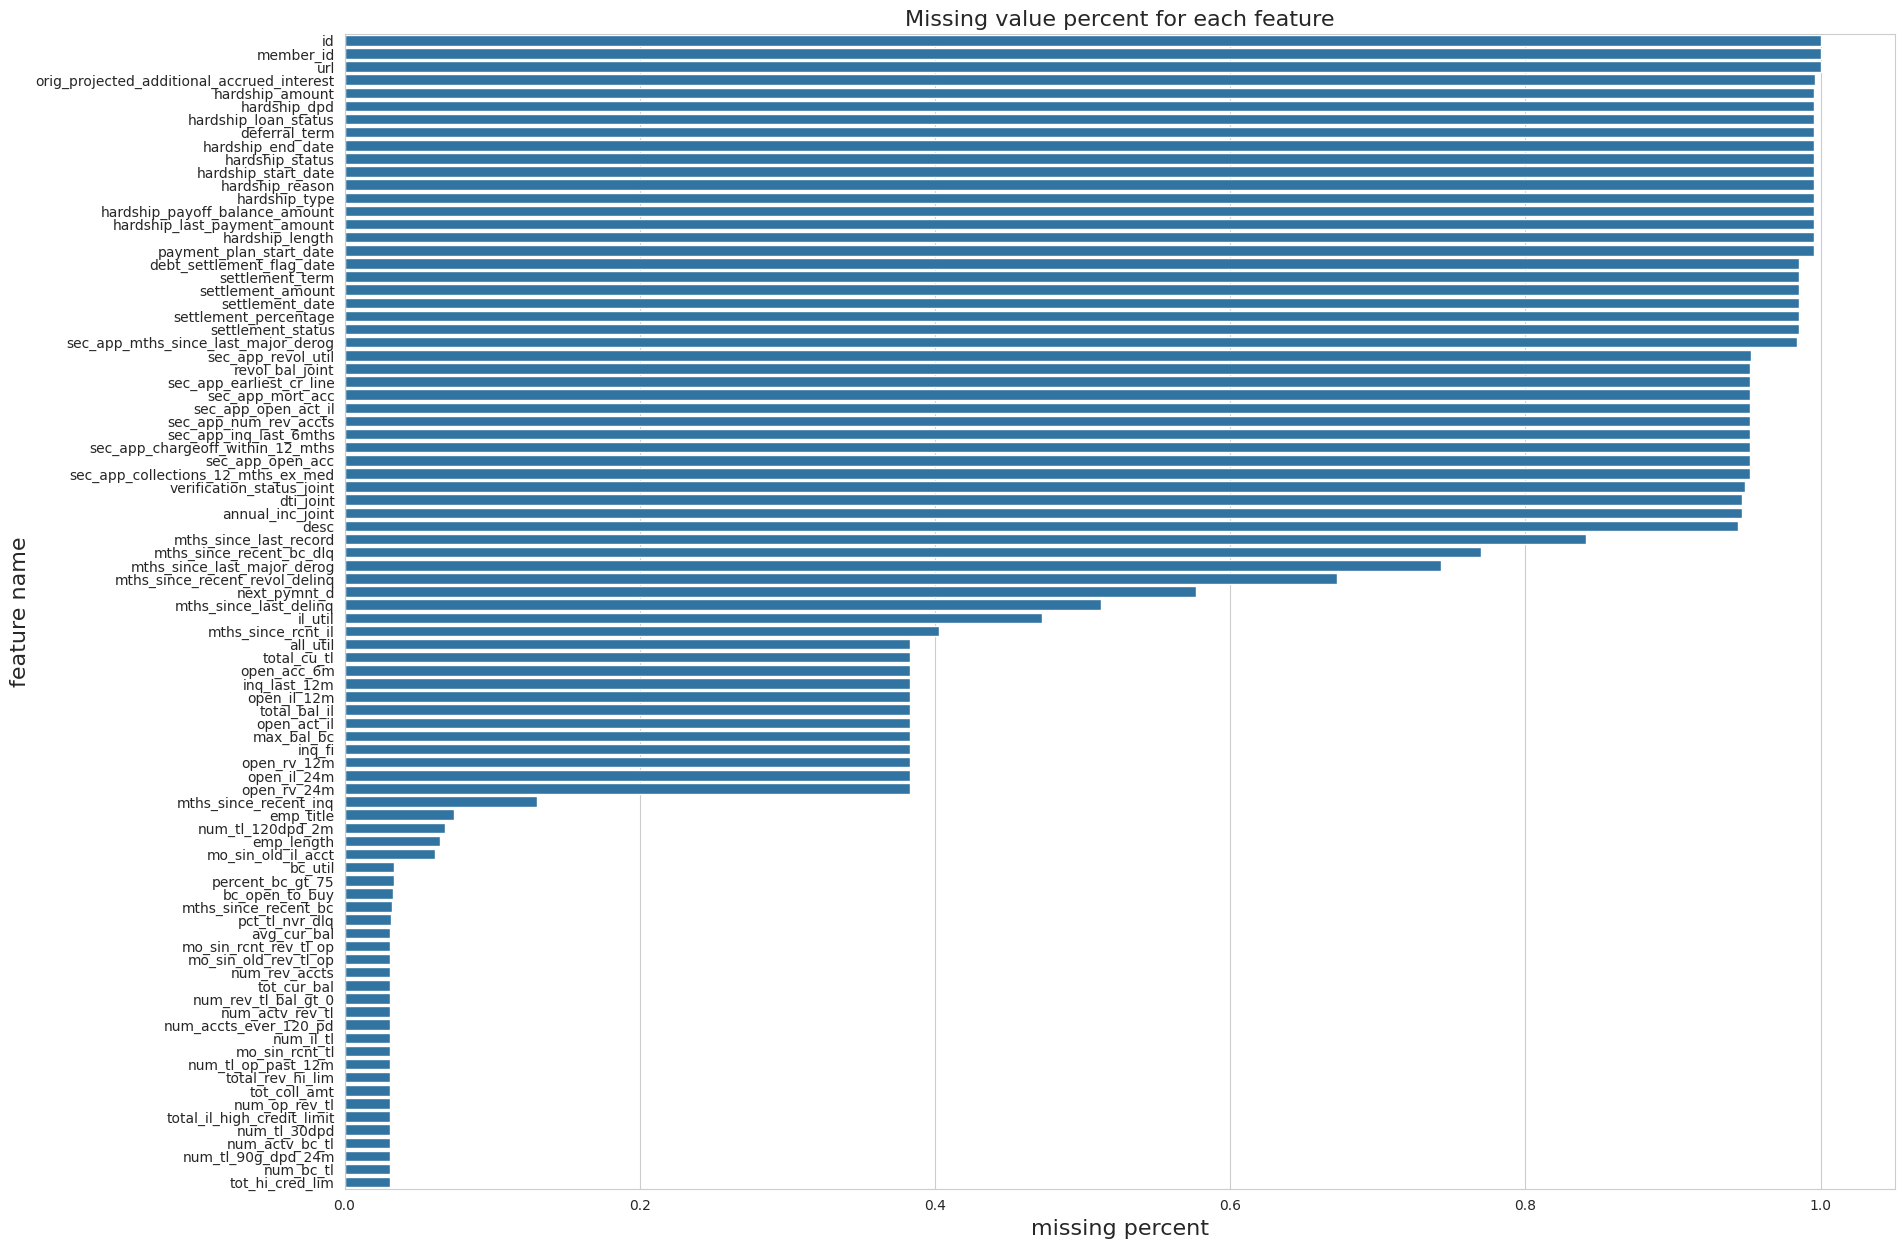 Missing value percent for each feature
id
member_id
url
orig_projected_additional_accrued_interest
hardship_amount
hardship_dpd
hardship_loan_status
deferral_term
hardship_end_date
hardship_status
hardship_start_date
hardship_reason
hardship_type
hardship_payoff_balance_amount
hardship_last_payment_amount
hardship_length
payment_plan_start_date
debt_settlement_flag_date
settlement_term
settlement_amount
settlement_date
settlement_percentage
settlement_status
sec_app_mths_since_last_major_derog
sec_app_revol_util
revol_bal_joint
sec_app_earliest_cr_line
sec_app_mort_acc
sec_app_open_act_il
sec_app_num_rev_accts
sec_app_inq_last_6mths
sec_app_chargeoff_within_12_mths
sec_app_open_acc
sec_app_collections_12_mths_ex_med
verification_status_joint
dti_joint
annual_inc_joint
desc
mths_since_last_record
mths_since_recent_bc_dlq
mths_since_last_major_derog
mths_since_recent_revol_delinq
next_pymnt_d
mths_since_last_delinq
il_util
mths_since_rcnt_il
all_util
total_cu_tl
open_acc_6m
inq_last_12m
open_il_12m
total_bal_il
open_act_il
max_bal_bc
inq_fi
open_rv_12m
open_il_24m
open_rv_24m
mths_since_recent_inq
emp_title
num_tl_120dpd_2m
emp_length
mo_sin_old_il_acct
bc_util
percent_bc_gt_75
bc_open_to_buy
mths_since_recent_bc
pct_tl_nvr_dlq
avg_cur_bal
mo_sin_rcnt_rev_tl_op
mo_sin_old_rev_tl_op
num_rev_accts
tot_cur_bal
num_rev_tl_bal_gt_0
num_actv_rev_tl
num_accts_ever_120_pd
num_il_tl
mo_sin_rcnt_tl
num_tl_op_past_12m
total_rev_hi_lim
tot_coll_amt
num_op_rev_tl
total_il_high_credit_limit
num_tl_30dpd
num_actv_bc_tl
num_tl_90g_dpd_24m
num_bc_tl
tot_hi_cred_lim
feature name
0.0 0.2 0.4 0.6 0.8 1.0
missing percent